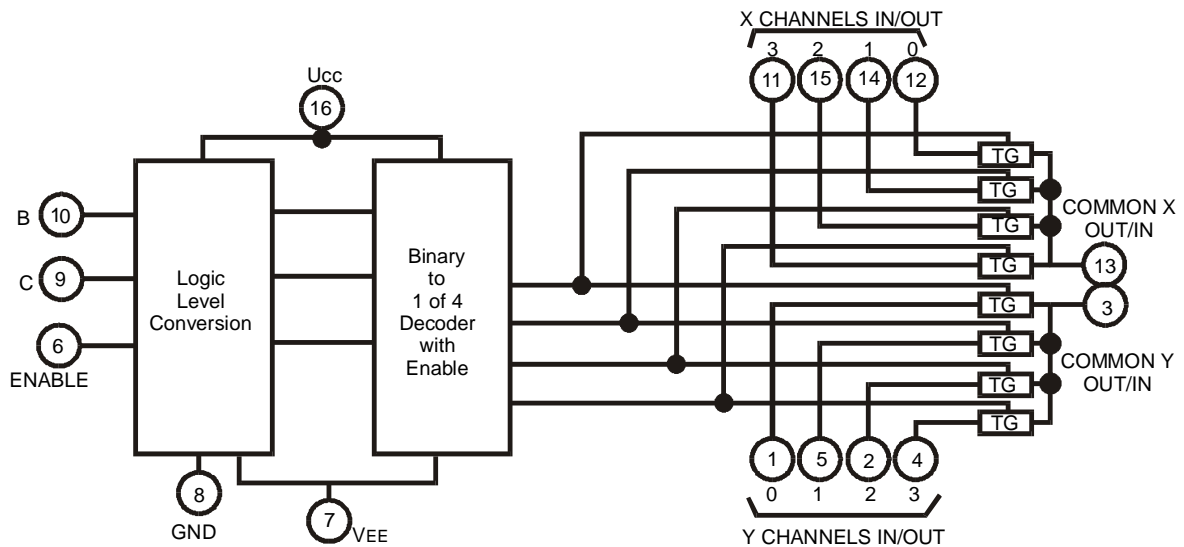 X CHANNELS IN/OUT
3 2 1 0
11 15 14 12
Ucc
16
TG
TG
TG
TG
COMMON X
OUT/IN
13
B 10
C 9
6
ENABLE
Logic
Level
Conversion
Binary
to
1 of 4
Decoder
with
Enable
TG
TG
TG
TG
3
COMMON Y
OUT/IN
1 5 2 4
0 1 2 3
Y CHANNELS IN/OUT
8
GND
7 VEE